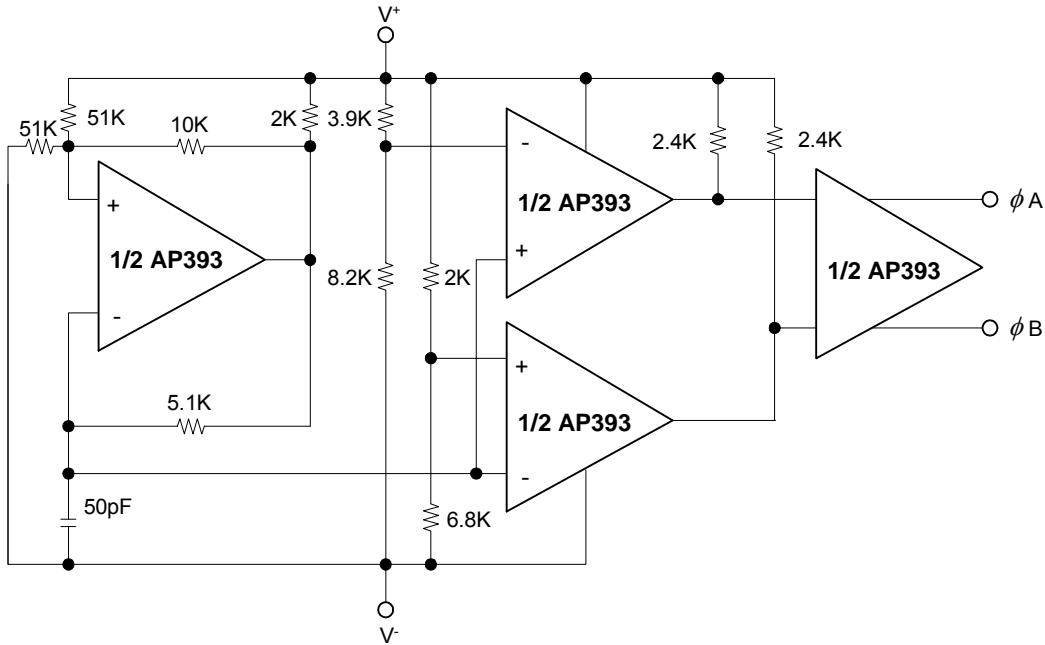 V+
51K
51K
10K
2K
3.9K
2.4K
2.4K
-
+
1/2 AP393
+
1/2 AP393
-
8.2K
2K
1/2 AP393
ϕA
ϕB
+
1/2 AP393
-
5.1K
50pF
6.8K
V-